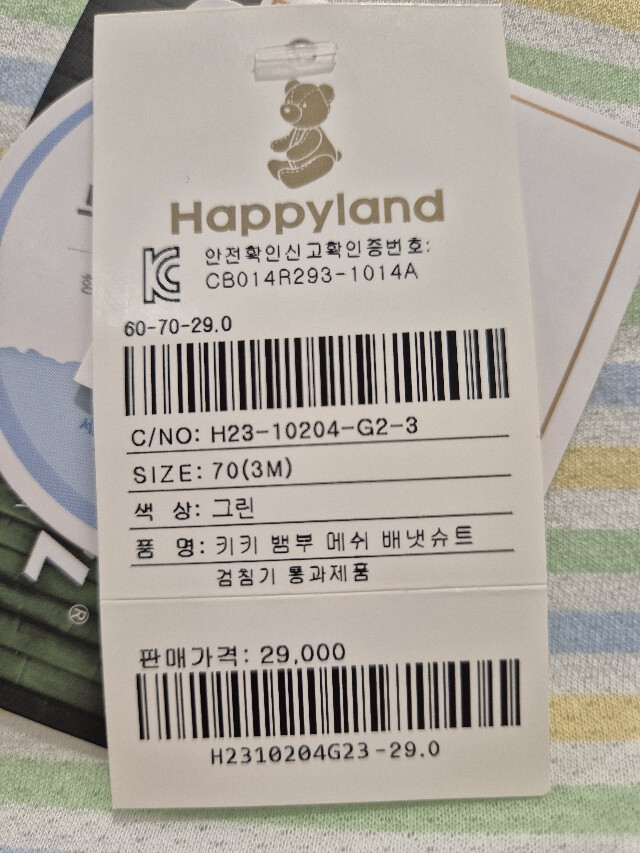 Happyland
안전확인신고확인증번호:
CB014R293-1014A
60-70-29.0
C/NO: H23-10204-G2-3
SIZE: 70(3M)
색 상: 그린
품 명: 키키 뱀부 메쉬 배냇슈트
검침기 통과제품
판매가격: 29,000
H2310204G23-29.0